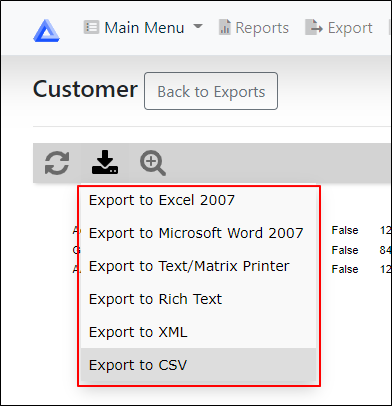 Main Menu Reports Export
Customer Back to Exports
Export to Excel 2007
Export to Microsoft Word 2007 False 12
Export to Text/Matrix Printer False 84
Export to Rich Text False 12
Export to XML
Export to CSV